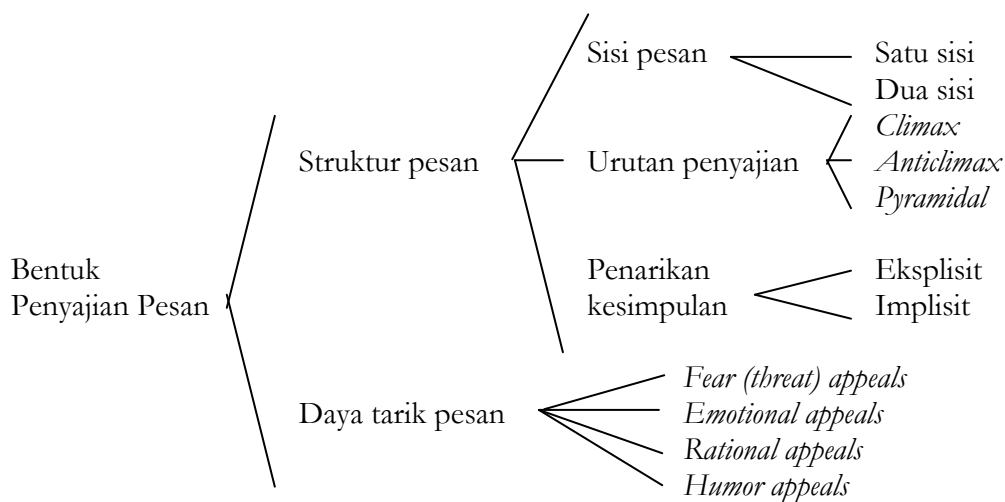 Sisi pesan
Satu sisi
Dua sisi
Struktur pesan
Urutan penyajian
Climax
Anticlimax
Pyramidal
Bentuk
Penyajian Pesan
Penarikan
kesimpulan
Eksplisit
Implisit
Daya tarik pesan
Fear (threat) appeals
Emotional appeals
Rational appeals
Humor appeals